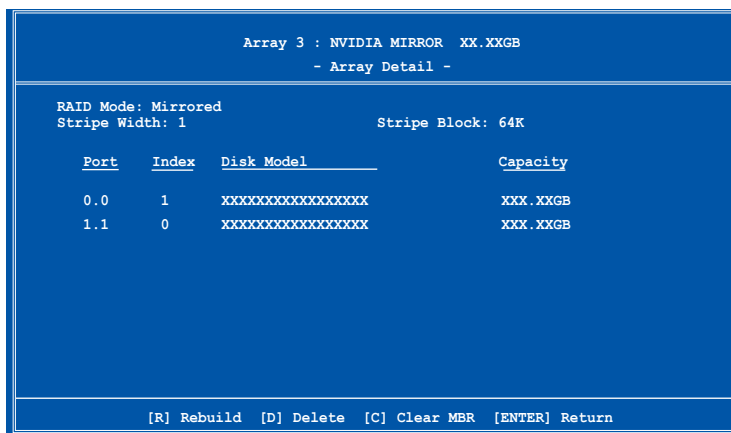 Array 3 : NVIDIA MIRROR XX.XXGB
- Array Detail -
RAID Mode: Mirrored
Stripe Width: 1 Stripe Block: 64K
Port Index Disk Model Capacity
0.0 1 XXXXXXXXXXXXXXXXX XXX.XXGB
1.1 0 XXXXXXXXXXXXXXXXX XXX.XXGB
[R] Rebuild [D] Delete [C] Clear MBR [ENTER] Return